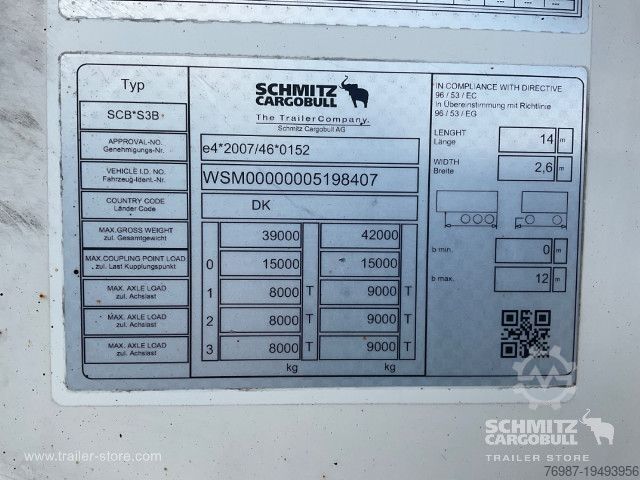 Typ
SCB*S3B
APPROVAL-NO.
Genehmigungs-Nr.
VEHICLE I.D. NO.
Fahrzeug-Ident.-Nr.
COUNTRY CODE
Länder Code
MAX.GROSS WEIGHT
zul. Gesamtgewicht
MAX.COUPLING POINT LOAD
zul. Last Kupplungspunkt
MAX. AXLE LOAD
zul. Achslast
MAX. AXLE LOAD
zul. Achslast
MAX. AXLE LOAD
zul. Achslast
SCHMITZ
CARGOBULL
The TrailerCompany.
Schmitz Cargobull AG
e4*2007/46*0152
WSM00000005198407
DK
39000 42000
0 15000 15000
1 8000 T 9000 T
2 8000 T 9000 T
3 8000 T 9000 T
kg kg
IN COMPLIANCE WITH DIRECTIVE
96 / 53 / EC
In Übereinstimmung mit Richtlinie
96 / 53 / EG
LENGHT
Länge
14 m
WIDTH
Breite
2,6 m
b min. 0 m
b max. 12 m
SCHMITZ
CARGOBULL
TRAILER STORE
www.trailer-store.com
76987-19493956